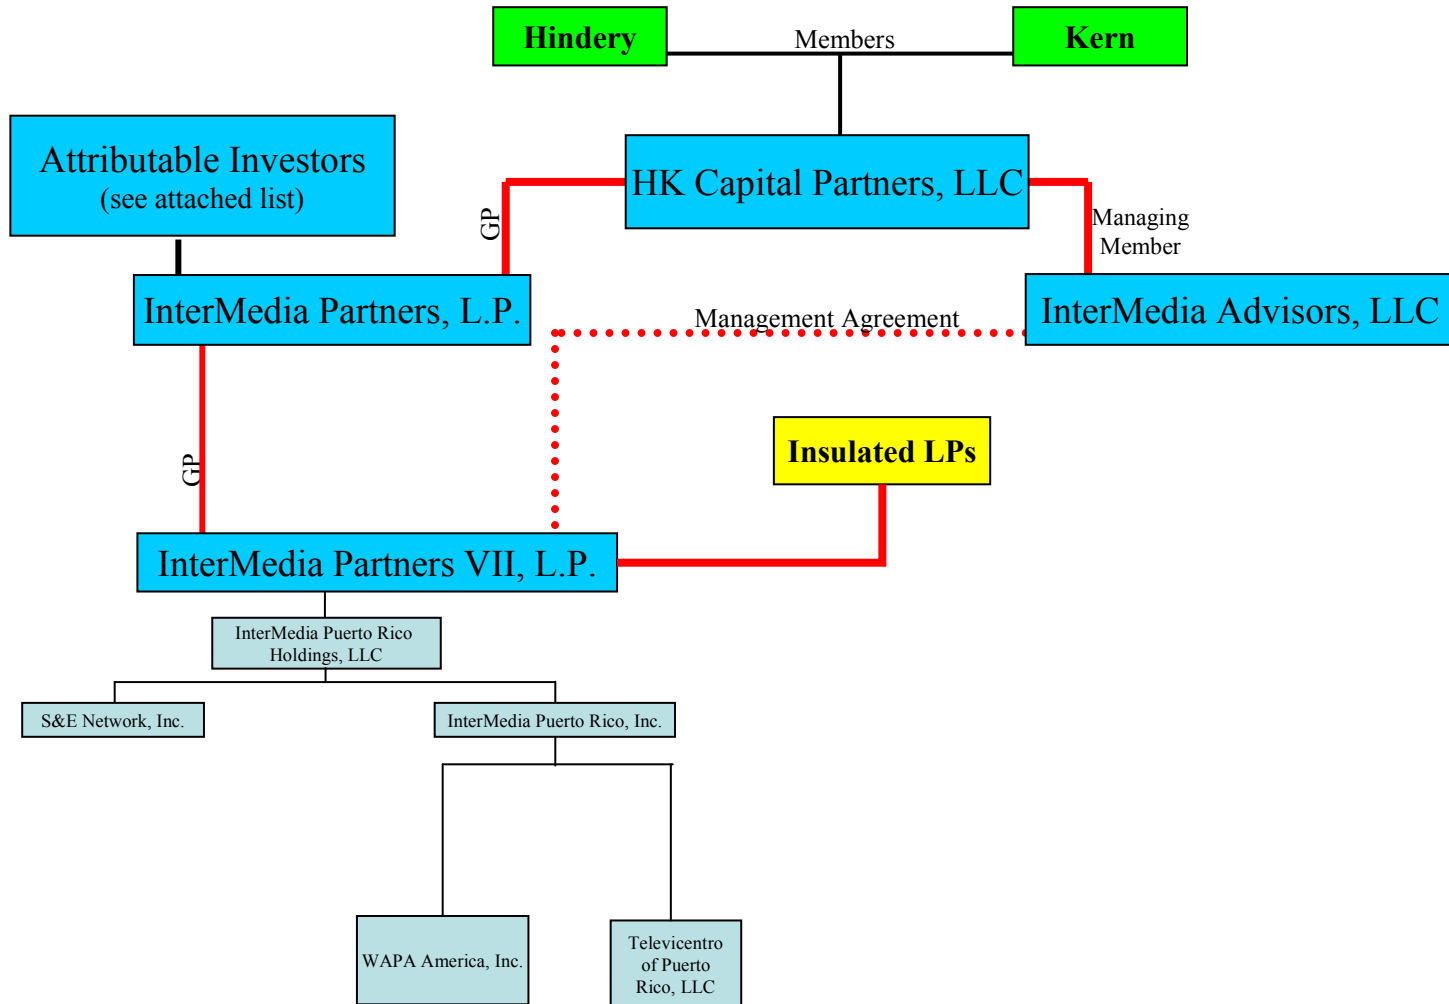 Hindery
Members
Kern
Attributable Investors
(see attached list)
HK Capital Partners, LLC
GP
Managing
Member
InterMedia Partners, L.P.
InterMedia Advisors, LLC
Management Agreement
Insulated LPs
GP
InterMedia Partners VII, L.P.
InterMedia Puerto Rico
Holdings, LLC
S&E Network, Inc.
InterMedia Puerto Rico, Inc.
WAPA America, Inc.
Televicentro
of Puerto
Rico, LLC